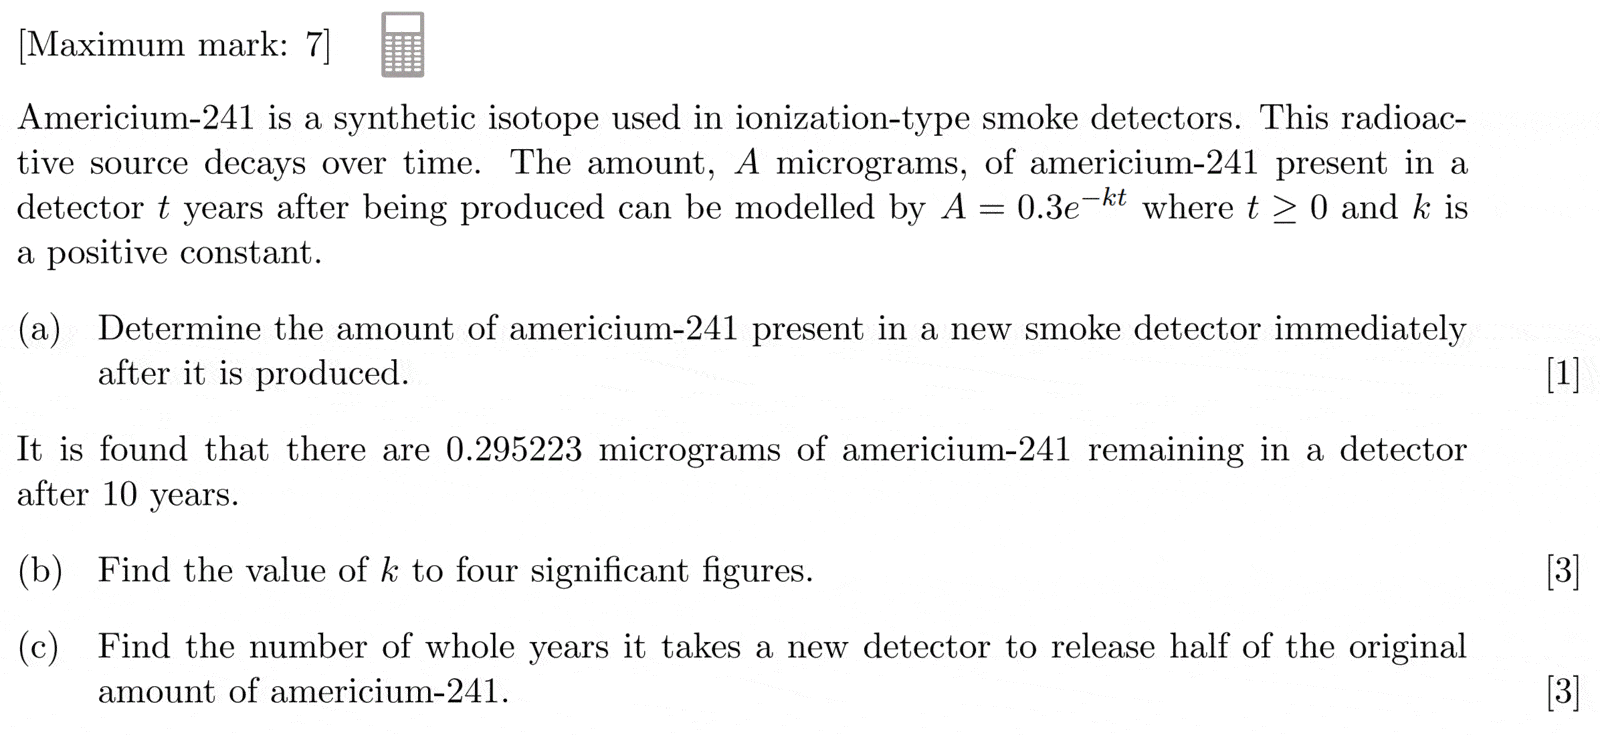 [Maximum mark: 7]
Americium-241 is a synthetic isotope used in ionization-type smoke detectors. This radioac-
tive source decays over time. The amount, A micrograms, of americium-241 present in a
detector t years after being produced can be modelled by A = 0.3e^{-kt} where t ≥ 0 and k is
a positive constant.
(a) Determine the amount of americium-241 present in a new smoke detector immediately
after it is produced. [1]
It is found that there are 0.295223 micrograms of americium-241 remaining in a detector
after 10 years.
(b) Find the value of k to four significant figures. [3]
(c) Find the number of whole years it takes a new detector to release half of the original
amount of americium-241. [3]